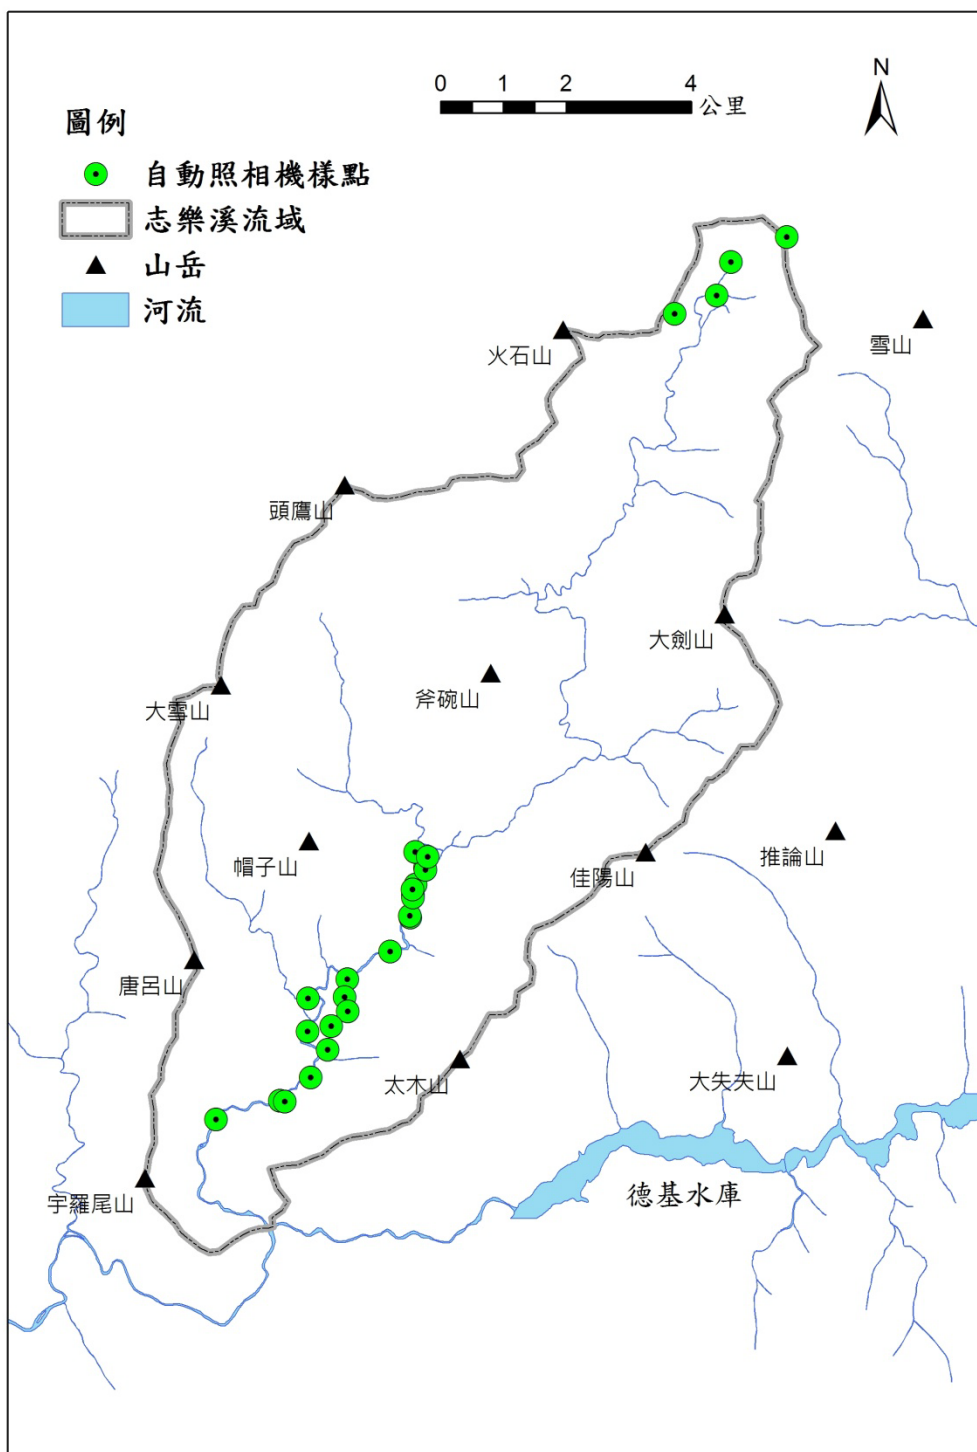 N
0 1 2 4
公里
圖例
自動照相機樣點
志樂溪流域
山岳
河流
雪山
火石山
頭鷹山
大劍山
斧碗山
大雪山
推論山
帽子山
佳陽山
唐呂山
太木山
大失夫山
德基水庫
宇羅尾山